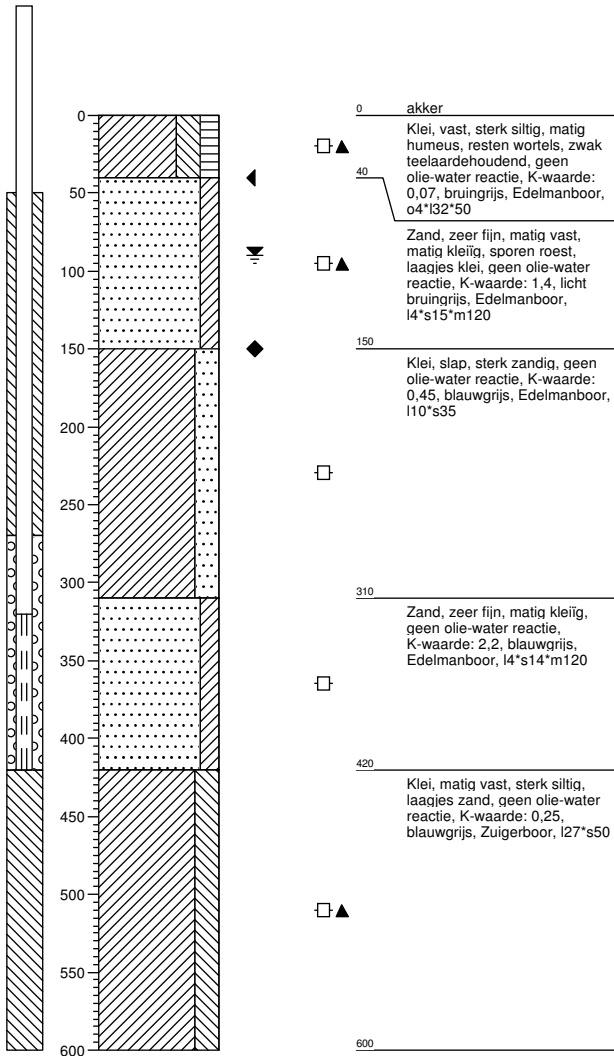 0
50
100
150
200
250
300
350
400
450
500
550
600
0 akker
Klei, vast, sterk siltig, matig
humeus, resten wortels, zwak
teelaardehoudend, geen
olie-water reactie, K-waarde:
0,07, bruingrijs, Edelmanboor,
o4*l32*50
40
Zand, zeer fijn, matig vast,
matig kleiïg, sporen roest,
laagjes klei, geen olie-water
reactie, K-waarde: 1,4, licht
bruingrijs, Edelmanboor,
l4*s15*m120
150
Klei, slap, sterk zandig, geen
olie-water reactie, K-waarde:
0,45, blauwgrijs, Edelmanboor,
l10*s35
310
Zand, zeer fijn, matig kleiïg,
geen olie-water reactie,
K-waarde: 2,2, blauwgrijs,
Edelmanboor, l4*s14*m120
420
Klei, matig vast, sterk siltig,
laagjes zand, geen olie-water
reactie, K-waarde: 0,25,
blauwgrijs, Zuigerboor, l27*s50
600